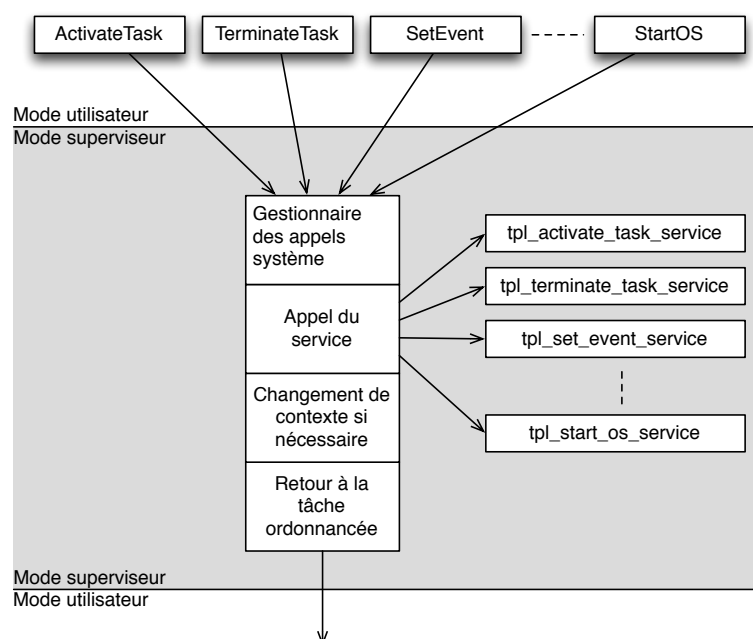 ActivateTask
TerminateTask
SetEvent
StartOS
Mode utilisateur
Mode superviseur
Gestionnaire
des appels
système
Appel du
service
Changement de
contexte si
nécessaire
Retour à la
tâche
ordonnancée
tpl_activate_task_service
tpl_terminate_task_service
tpl_set_event_service
tpl_start_os_service
Mode superviseur
Mode utilisateur